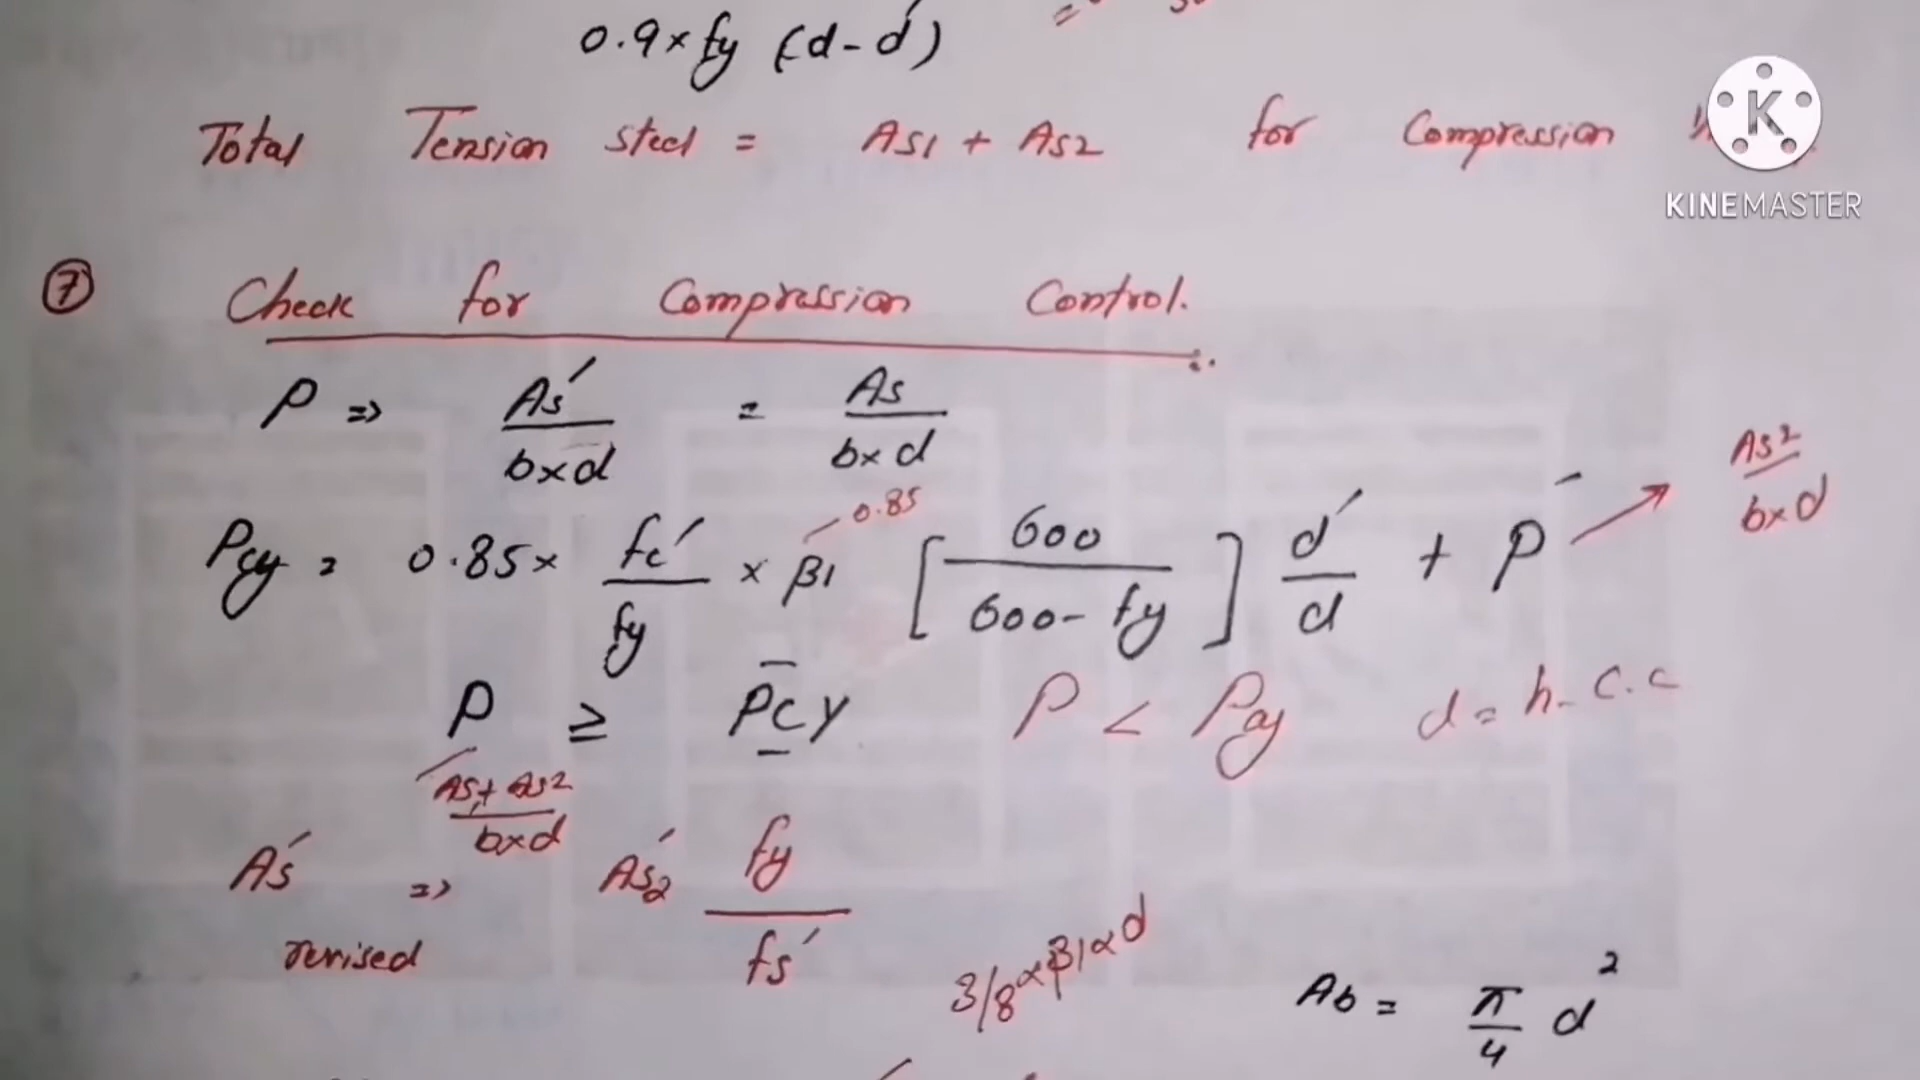 0.9×fy (d-d')
Total Tension steel = As1 + As2 for Compression
KINEMASTER
⑦ Check for Compression Control.
ρ => As'/b×d = As/b×d
ρcy = 0.85× fc'/fy × β1 [600/600-fy] d'/d + ρ'
0.85
As2/b×d
ρ ≥ ρcy ρ < ρcy d = h-c.c
As1+As2/b×d
As' => As2' fy/fs'
revised
3/8×β1×d
Ab = π/4 d²